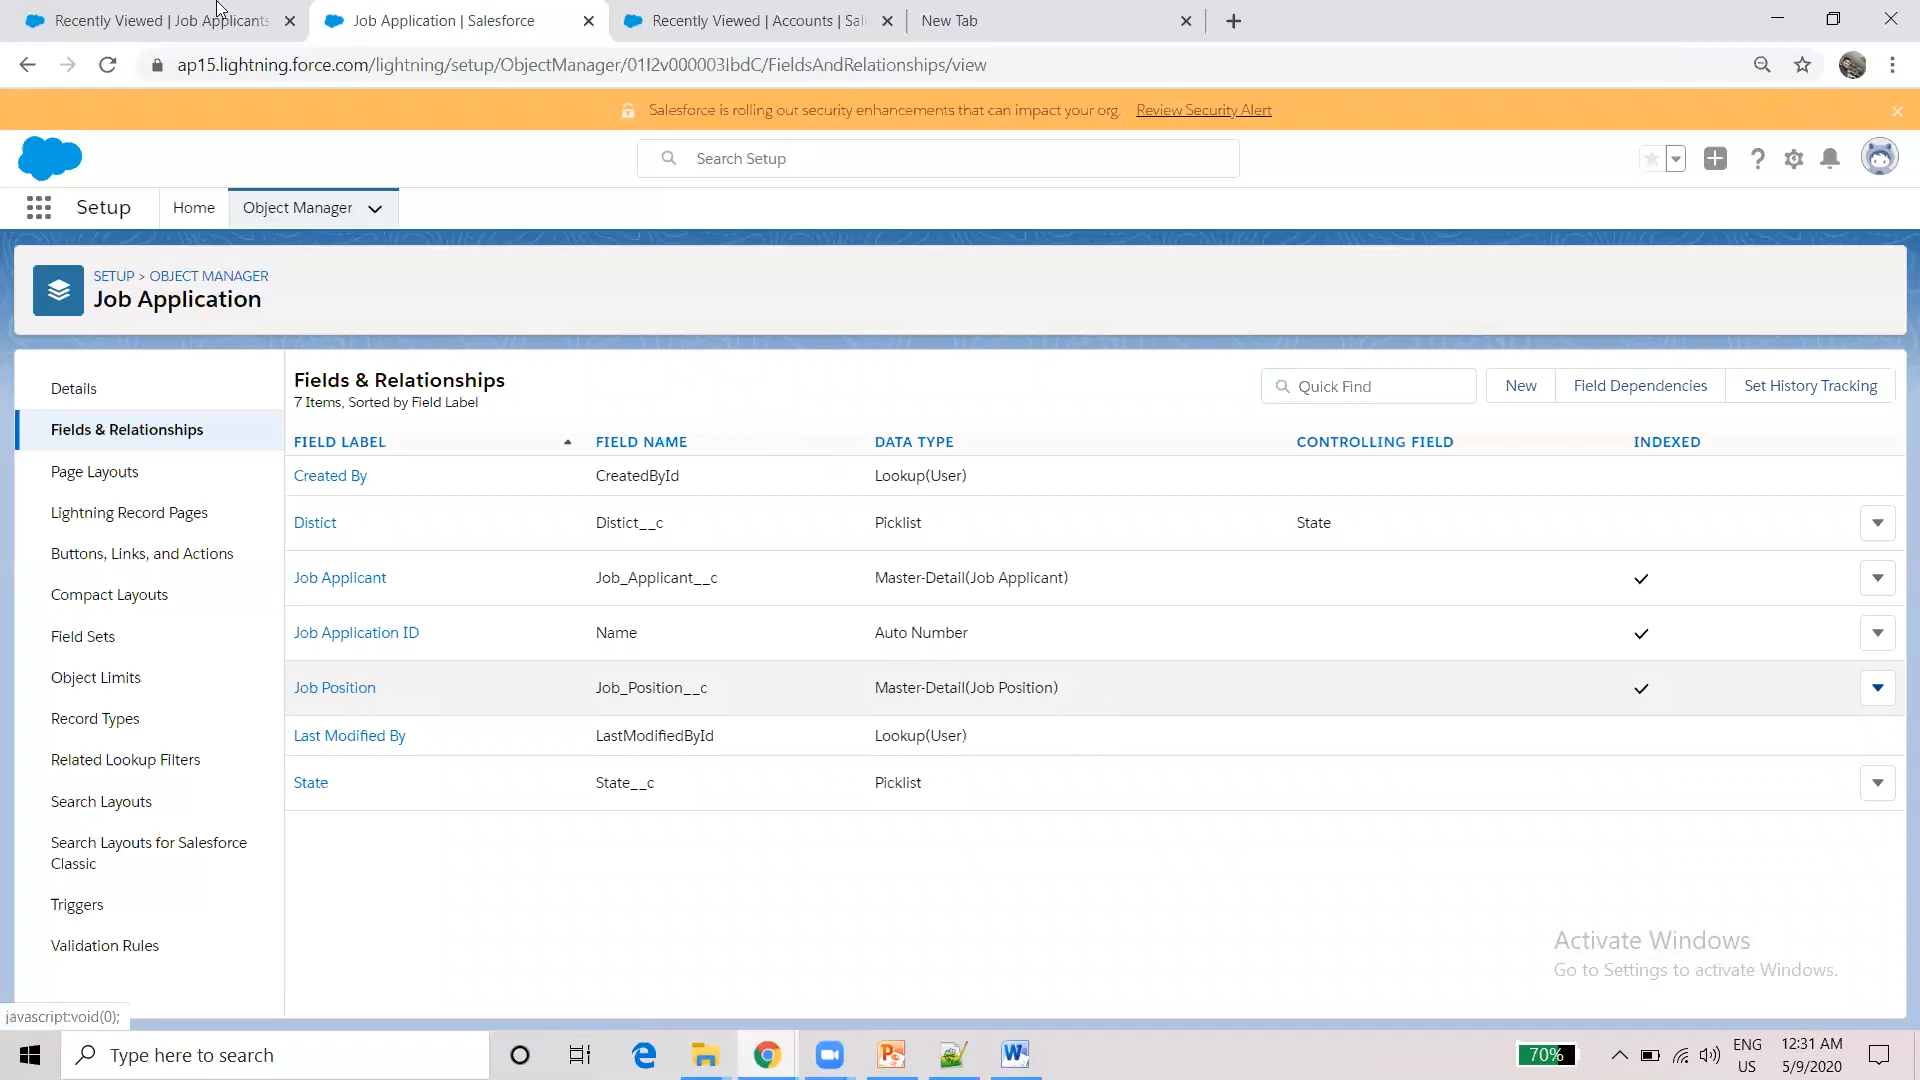 Recently Viewed | Job Applicants
Job Application | Salesforce
Recently Viewed | Accounts | Sal
New Tab
ap15.lightning.force.com/lightning/setup/ObjectManager/01I2v000003IbdC/FieldsAndRelationships/view
Salesforce is rolling out security enhancements that can impact your org. Review Security Alert
Search Setup
Setup
Home
Object Manager
SETUP > OBJECT MANAGER
Job Application
Details
Fields & Relationships
Page Layouts
Lightning Record Pages
Buttons, Links, and Actions
Compact Layouts
Field Sets
Object Limits
Record Types
Related Lookup Filters
Search Layouts
Search Layouts for Salesforce
Classic
Triggers
Validation Rules
Fields & Relationships
7 Items, Sorted by Field Label
Quick Find
New
Field Dependencies
Set History Tracking
FIELD LABEL FIELD NAME DATA TYPE CONTROLLING FIELD INDEXED
Created By CreatedById Lookup(User)
Distict Distict__c Picklist State
Job Applicant Job_Applicant__c Master-Detail(Job Applicant)
Job Application ID Name Auto Number
Job Position Job_Position__c Master-Detail(Job Position)
Last Modified By LastModifiedById Lookup(User)
State State__c Picklist
Activate Windows
Go to Settings to activate Windows.
javascript:void(0);
Type here to search
70%
ENG
US
12:31 AM
5/9/2020